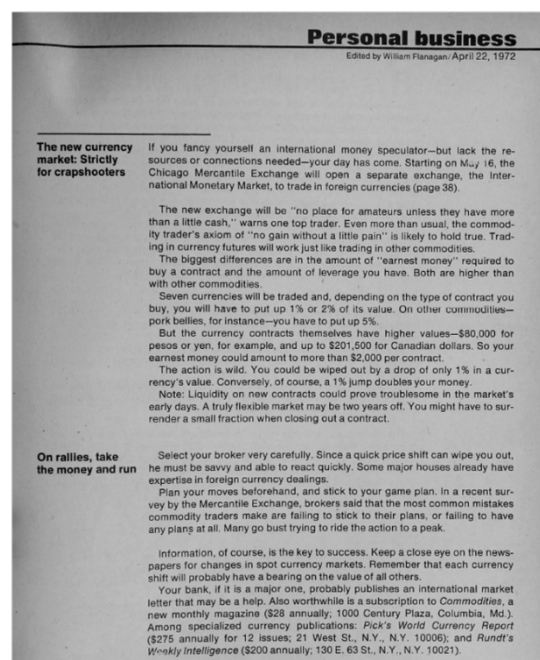 Personal business
Edited by William Flanagan/April 22, 1972
The new currency
market: Strictly
for crapshooters
If you fancy yourself an international money speculator—but lack the re-
sources or connections needed—your day has come. Starting on May 16, the
Chicago Mercantile Exchange will open a separate exchange, the Inter-
national Monetary Market, to trade in foreign currencies (page 38).
The new exchange will be "no place for amateurs unless they have more
than a little cash," warns one top trader. Even more than usual, the commod-
ity trader's axiom of "no gain without a little pain" is likely to hold true. Trad-
ing in currency futures will work just like trading in other commodities.
The biggest differences are in the amount of "earnest money" required to
buy a contract and the amount of leverage you have. Both are higher than
with other commodities.
Seven currencies will be traded and, depending on the type of contract you
buy, you will have to put up 1% or 2% of its value. On other commodities—
pork bellies, for instance—you have to put up 5%.
But the currency contracts themselves have higher values—$80,000 for
pesos or yen, for example, and up to $201,500 for Canadian dollars. So your
earnest money could amount to more than $2,000 per contract.
The action is wild. You could be wiped out by a drop of only 1% in a cur-
rency's value. Conversely, of course, a 1% jump doubles your money.
Note: Liquidity on new contracts could prove troublesome in the market's
early days. A truly flexible market may be two years off. You might have to sur-
render a small fraction when closing out a contract.
On rallies, take
the money and run
Select your broker very carefully. Since a quick price shift can wipe you out,
he must be savvy and able to react quickly. Some major houses already have
expertise in foreign currency dealings.
Plan your moves beforehand, and stick to your game plan. In a recent sur-
vey by the Mercantile Exchange, brokers said that the most common mistakes
commodity traders make are failing to stick to their plans, or failing to have
any plans at all. Many go bust trying to ride the action to a peak.
Information, of course, is the key to success. Keep a close eye on the news-
papers for changes in spot currency markets. Remember that each currency
shift will probably have a bearing on the value of all others.
Your bank, if it is a major one, probably publishes an international market
letter that may be a help. Also worthwhile is a subscription to Commodities, a
new monthly magazine ($28 annually; 1000 Century Plaza, Columbia, Md.).
Among specialized currency publications: Pick's World Currency Report
($275 annually for 12 issues; 21 West St., N.Y., N.Y. 10006); and Rundt's
Weekly Intelligence ($200 annually; 130 E. 63 St., N.Y., N.Y. 10021).